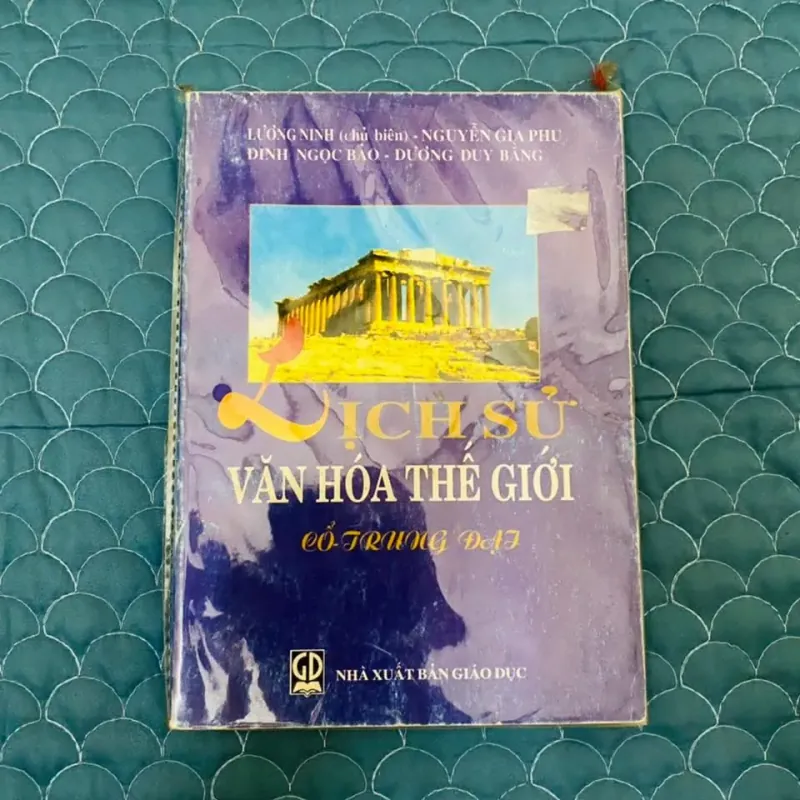 LƯƠNG NINH (chủ biên) - NGUYỄN GIA PHU
ĐINH NGỌC BẢO - DƯƠNG DUY BẰNG
LỊCH SỬ
VĂN HÓA THẾ GIỚI
CỔ-TRUNG ĐẠI
GD
NHÀ XUẤT BẢN GIÁO DỤC